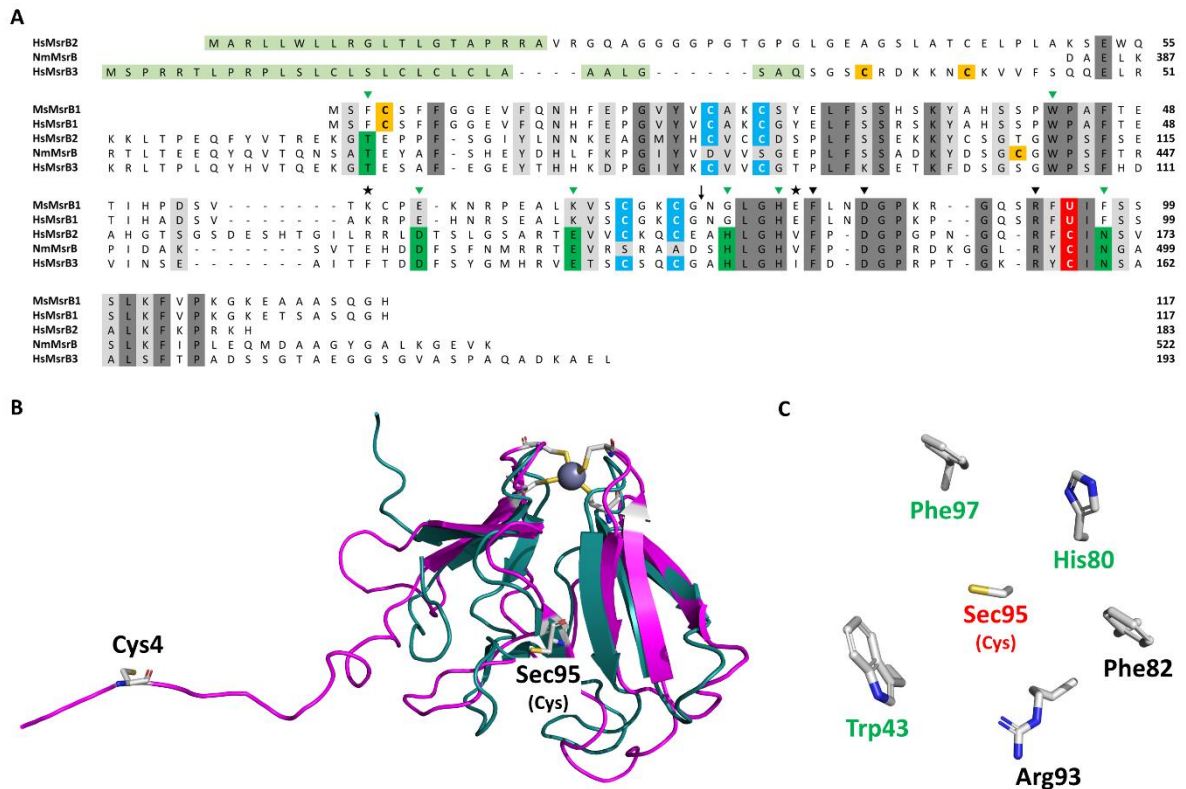 A
HsMsrB2 M A R L L W L L R G L T L G T A P R R A V R G Q A G G G G P G T G P G L G E A G S L A T C E L P L A K S E W Q 55
NmMsrB D A E L K 387
HsMsrB3 M S P R R T L P R P L S L C L S L C L C L C L A - - - - - A A L G - - - - - S A Q S G S C R D K K N C K V V F S Q Q E L R 51
MsMsrB1 M S F C S F F G G E V F Q N H F E P G V Y V C A K C S Y E L F S S H S K Y A H S S P W P A F T E 48
HsMsrB1 M S F C S F F G G E V F Q N H F E P G V Y V C A K C G Y E L F S S R S K Y A H S S P W P A F T E 48
HsMsrB2 K K L T P E Q F Y V T R E K G T E P P F - S G I Y L N N K E A G M Y H C V C C D S P L F S S E K K Y C S G T G W P S F S E 115
NmMsrB R T L T E E Q Y Q V T Q N S A T E Y A F - S H E Y D H L F K P G I Y V D V V S G E P L F S S A D K Y D S G C G W P S F T R 447
HsMsrB3 K R L T P L Q Y H V T Q E K G T E S A F - E G E Y T H H K D P G I Y K C V V C G T P L F K S E T K F D S G S G W P S F H D 111
MsMsrB1 T I H P D S V - - - - - - - - - T K C P E - K N R P E A L K V S C G K C G N G L G H E F L N D G P K R - - G Q S R F U I F S S 99
HsMsrB1 T I H A D S V - - - - - - - - - T K C P E - H N R S E A L K V S C G K C G N G L G H E F L N D G P K P - - G Q S R F U I F S S 99
HsMsrB2 A H G T S G S D E S H T G I L R R L D T S L G S A R T E V V C K Q C E A H L G H V F P - D G P G P N - - G Q - R F C I N S V 173
NmMsrB P I D A K - - - - - - - - S V T E H D D F S F N M R R T E V R S R A A D S H L G H V F P - D G P R D K G G L - R Y C I N G A 499
HsMsrB3 V I N S E - - - - - - - - A I T F T D D F S Y G M H R V E T S C S Q C G A H L G H I F D - D G P R P T - G K - R Y C I N S A 162
MsMsrB1 S L K F V P K G K E A A A S Q G H 117
HsMsrB1 S L K F V P K G K E T S A S Q G H 117
HsMsrB2 A L K F K P R K H 183
NmMsrB S L K F I P L E Q M D A A G Y G A L K G E V K 522
HsMsrB3 A L S F T P A D S S G T A E G G S G V A S P A Q A D K A E L 193
B
Cys4
Sec95
(Cys)
C
Phe97
His80
Sec95
(Cys)
Phe82
Trp43
Arg93